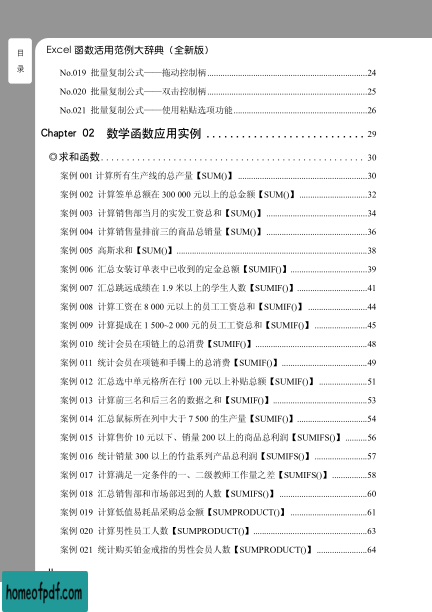 目
录
Excel 函数活用范例大辞典（全新版）
No.019 批量复制公式——拖动控制柄...24
No.020 批量复制公式——双击控制柄...25
No.021 批量复制公式——使用粘贴选项功能...26
Chapter 02 数学函数应用实例...29
◎求和函数...30
案例 001 计算所有生产线的总产量【SUM()】...30
案例 002 计算签单总额在 300 000 元以上的总金额【SUM()】...32
案例 003 计算销售部当月的实发工资总和【SUM()】...34
案例 004 计算销售量排前三的商品总销量【SUM()】...36
案例 005 高斯求和【SUM()】...38
案例 006 汇总女装订单表中已收到的定金总额【SUMIF()】...39
案例 007 汇总跳远成绩在 1.9 米以上的学生人数【SUMIF()】...41
案例 008 计算工资在 8 000 元以上的员工工资总和【SUMIF()】...44
案例 009 计算提成在 1 500~2 000 元的员工工资总和【SUMIF()】...45
案例 010 统计会员在项链上的总消费【SUMIF()】...48
案例 011 统计会员在项链和手镯上的总消费【SUMIF()】...49
案例 012 汇总选中单元格所在行 100 元以上补贴总额【SUMIF()】...51
案例 013 计算前三名和后三名的数据之和【SUMIF()】...53
案例 014 汇总鼠标所在列中大于 7 500 的生产量【SUMIF()】...54
案例 015 计算售价 10 元以下、销量 200 以上的商品总利润【SUMIFS()】...56
案例 016 统计销量 300 以上的竹盐系列产品总利润【SUMIFS()】...57
案例 017 计算满足一定条件的一、二级教师工作量之差【SUMIFS()】...58
案例 018 汇总销售部和市场部迟到的人数【SUMIFS()】...60
案例 019 计算低值易耗品采购总金额【SUMPRODUCT()】...61
案例 020 计算男性员工人数【SUMPRODUCT()】...63
案例 021 统计购买铂金戒指的男性会员人数【SUMPRODUCT()】...64
homeofpdf.com